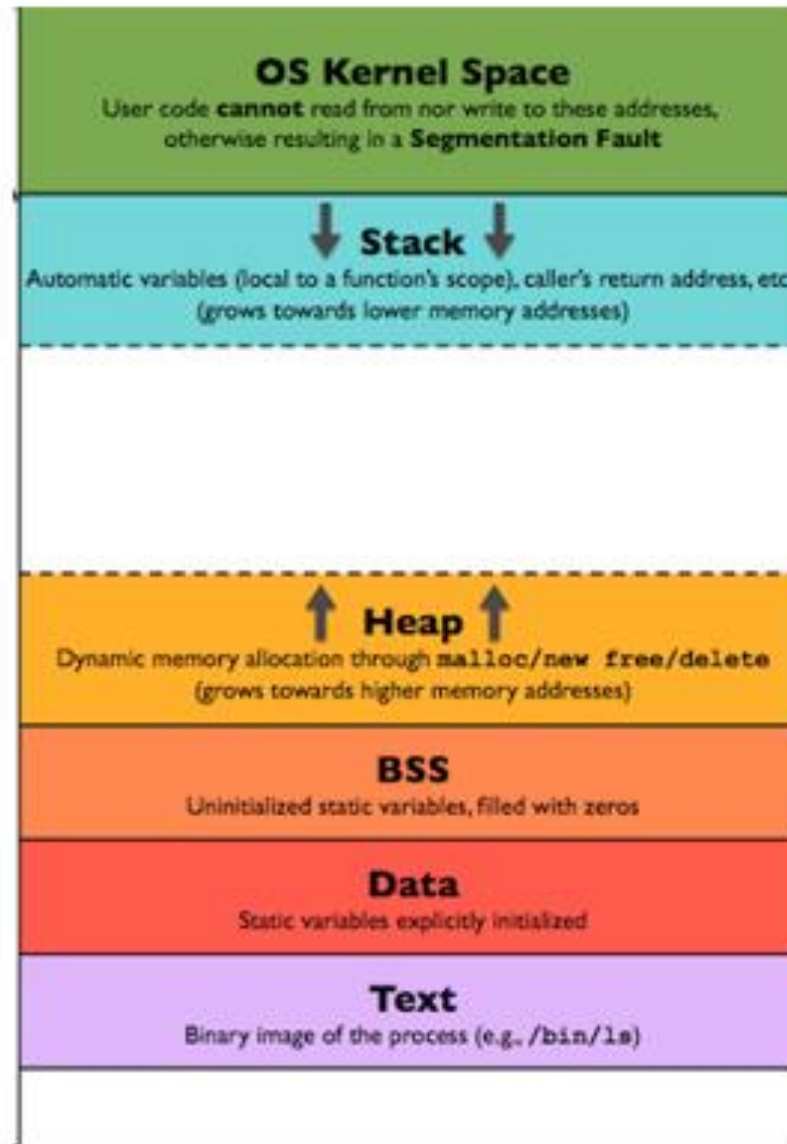 OS Kernel Space
User code cannot read from nor write to these addresses,
otherwise resulting in a Segmentation Fault
Stack
Automatic variables (local to a function's scope), caller's return address, etc
(grows towards lower memory addresses)
Heap
Dynamic memory allocation through malloc/new free/delete
(grows towards higher memory addresses)
BSS
Uninitialized static variables, filled with zeros
Data
Static variables explicitly initialized
Text
Binary image of the process (e.g., /bin/ls)